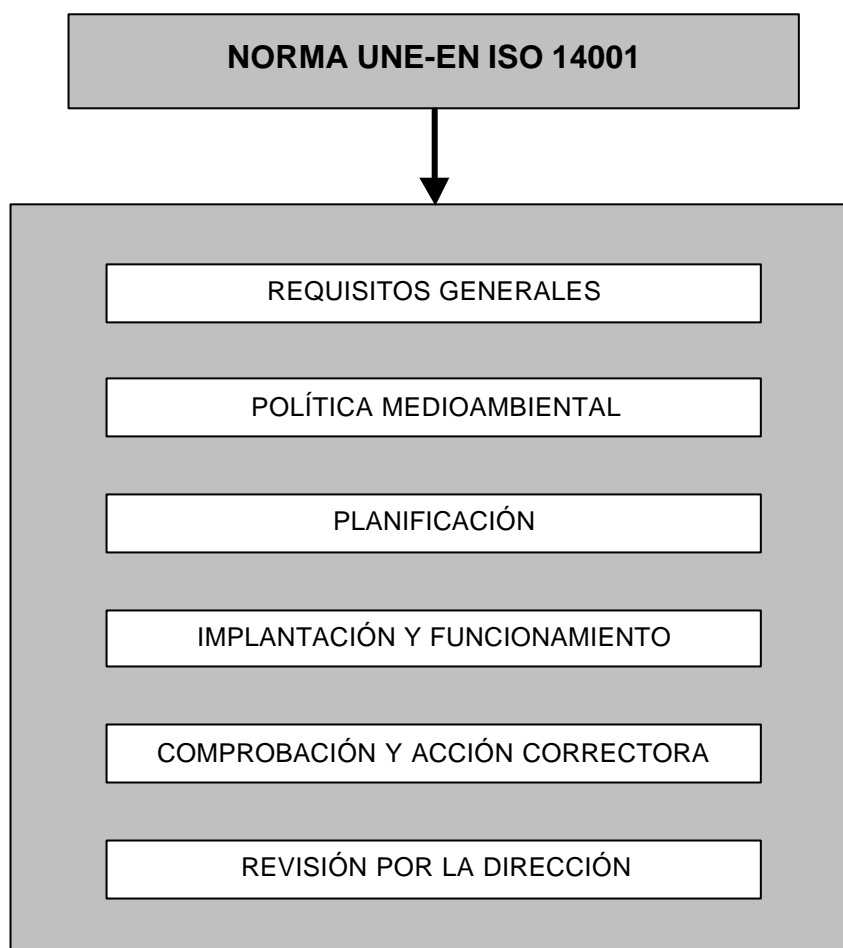 NORMA UNE-EN ISO 14001
REQUISITOS GENERALES
POLÍTICA MEDIOAMBIENTAL
PLANIFICACIÓN
IMPLANTACIÓN Y FUNCIONAMIENTO
COMPROBACIÓN Y ACCIÓN CORRECTORA
REVISIÓN POR LA DIRECCIÓN